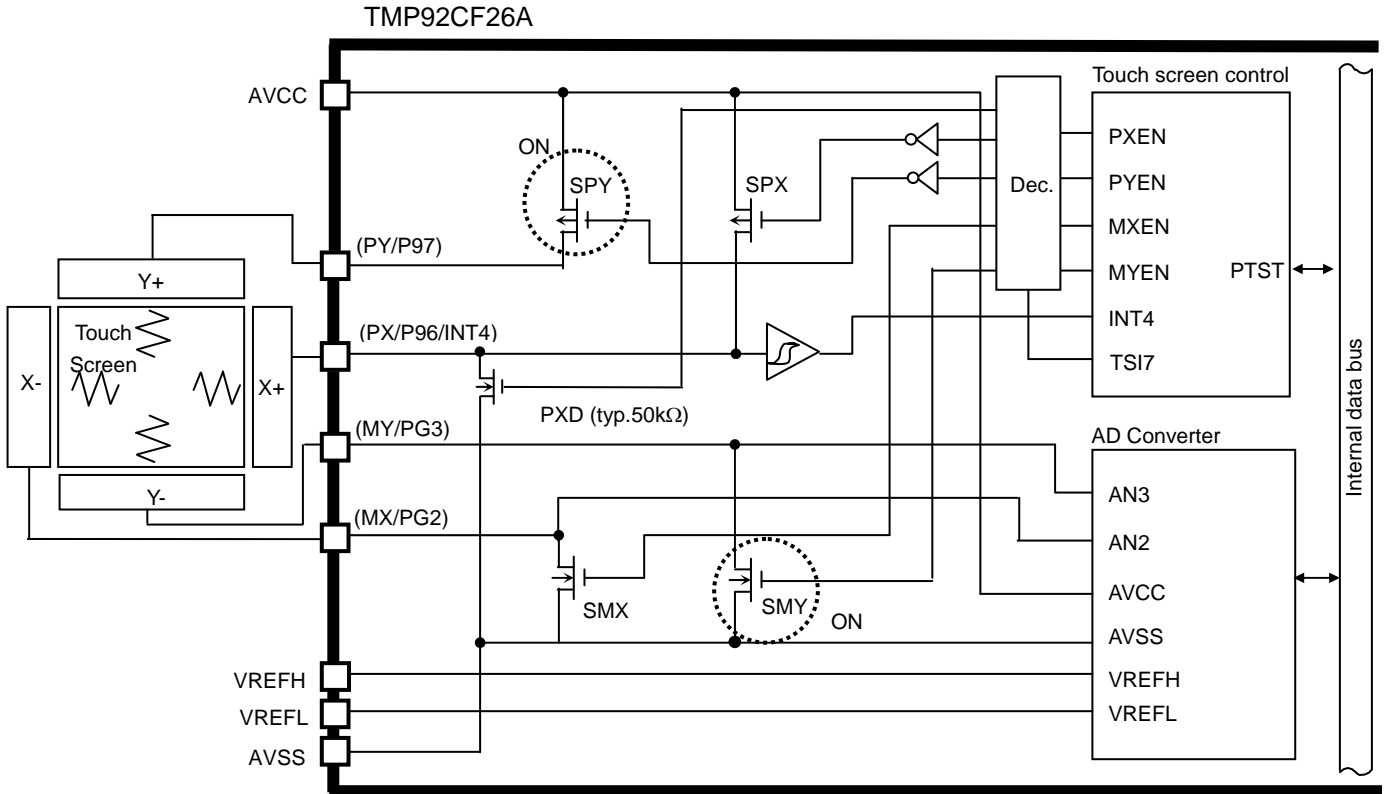 TMP92CF26A
Touch screen control
AVCC
ON
SPY
SPX
Dec.
PXEN
PYEN
MXEN
MYEN
PTST
INT4
TSI7
(PY/P97)
Y+
(PX/P96/INT4)
Touch
Screen
X-
X+
PXD (typ.50kΩ)
(MY/PG3)
Y-
(MX/PG2)
AD Converter
AN3
AN2
AVCC
AVSS
VREFH
VREFL
SMX
SMY
ON
VREFH
VREFL
AVSS
Internal data bus